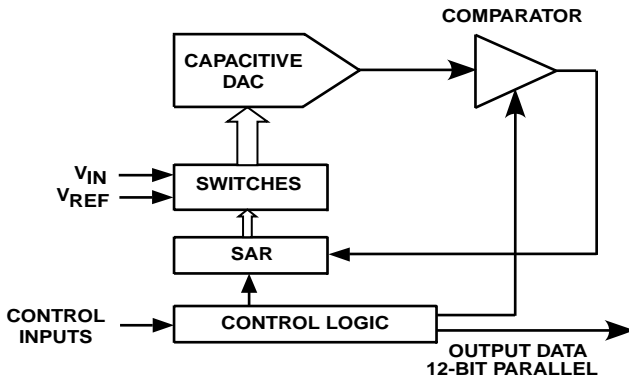 COMPARATOR
CAPACITIVE
DAC
VIN
VREF
SWITCHES
SAR
CONTROL
INPUTS
CONTROL LOGIC
OUTPUT DATA
12-BIT PARALLEL